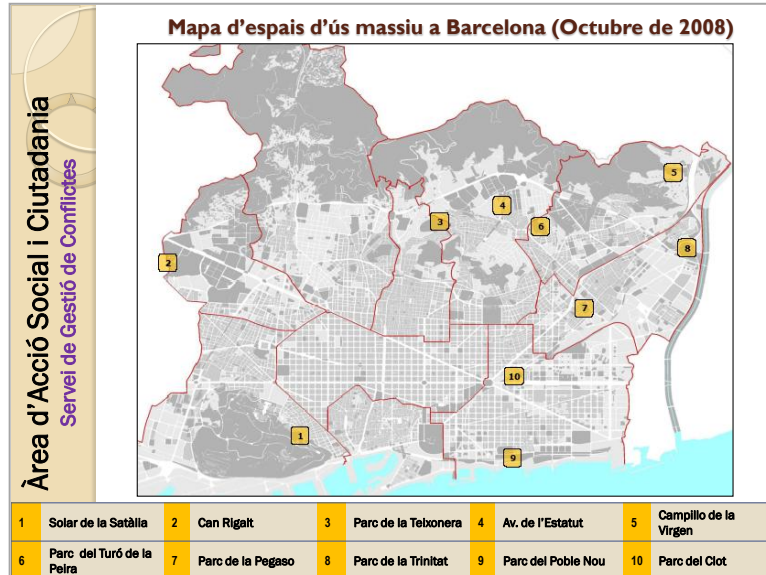 Mapa d'espais d'ús massiu a Barcelona (Octubre de 2008)
Àrea d'Acció Social i Ciutadania
Servei de Gestió de Conflictes
5
4
3
6
8
2
7
10
1
9
1 Solar de la Satàlia 2 Can Rigalt 3 Parc de la Teixonera 4 Av. de l'Estatut 5 Campillo de la Virgen
6 Parc del Turó de la Peira 7 Parc de la Pegaso 8 Parc de la Trinitat 9 Parc del Poble Nou 10 Parc del Clot